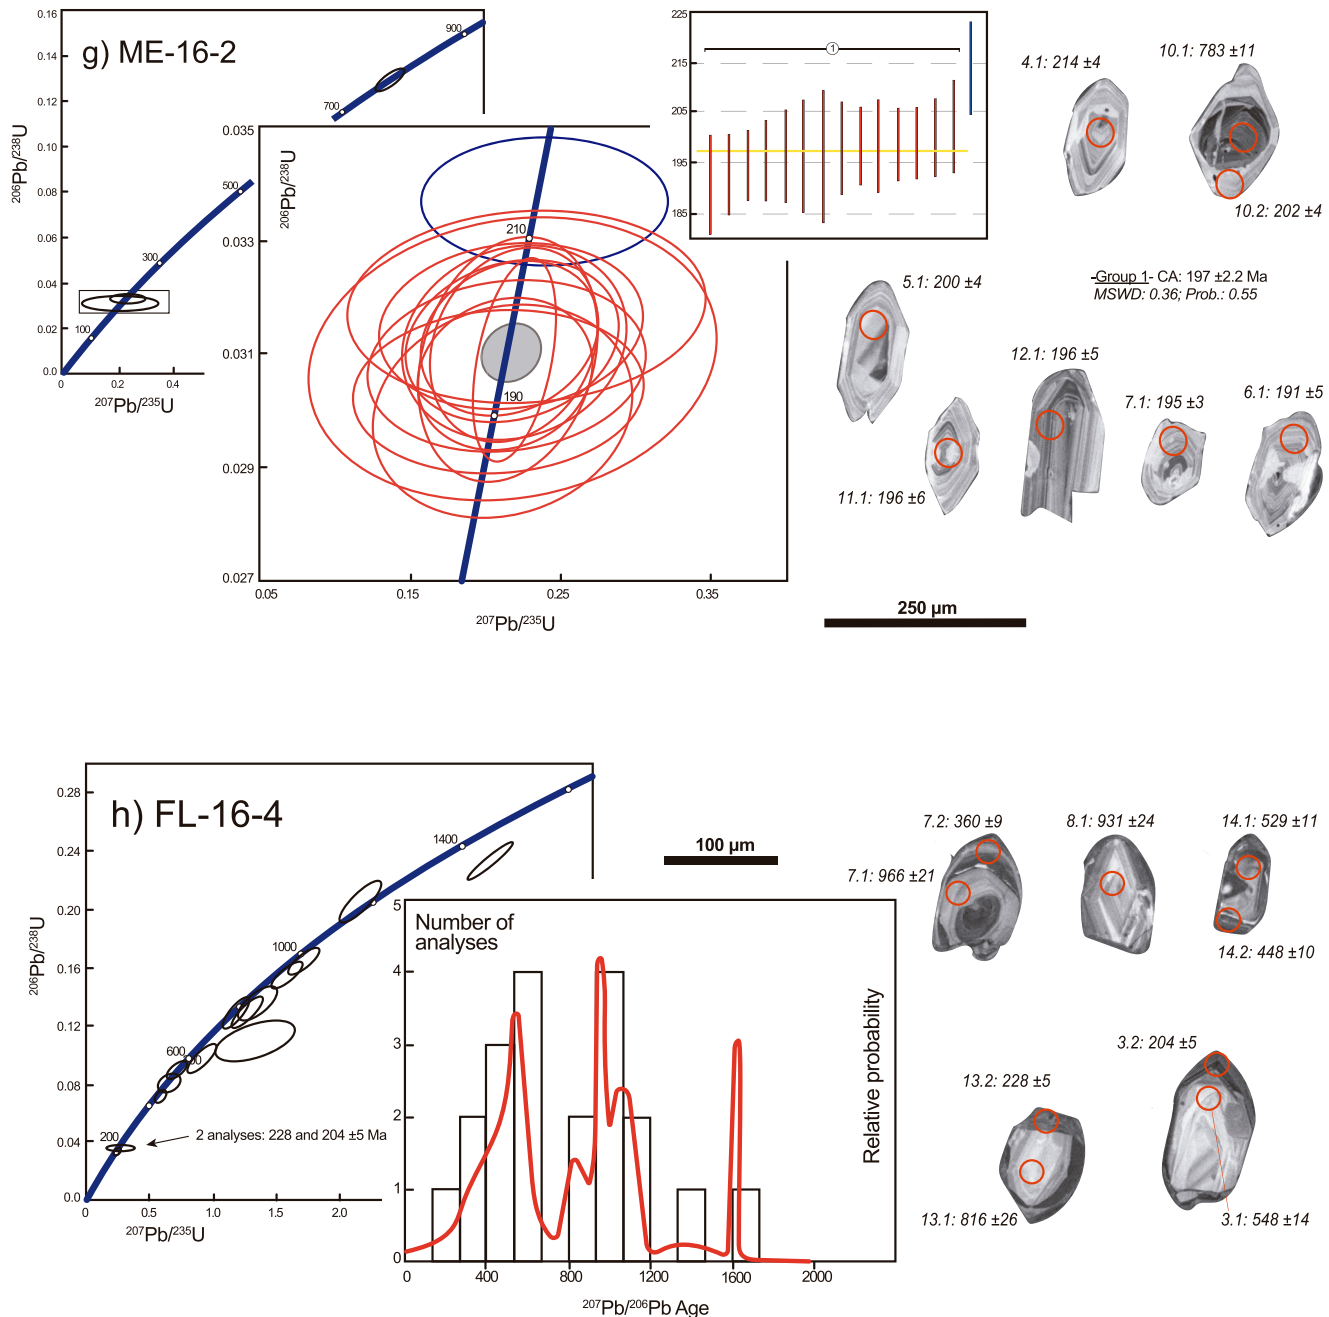 g) ME-16-2
0.16
0.14
0.12
0.10
0.08
0.06
0.04
0.02
0.0
206Pb/238U
900
700
500
300
100
0
0.2
0.4
207Pb/235U
0.035
0.033
0.031
0.029
0.027
206Pb/238U
210
190
0.05
0.15
0.25
0.35
207Pb/235U
225
215
205
195
185
1
4.1: 214 ±4
10.1: 783 ±11
10.2: 202 ±4
-Group 1- CA: 197 ±2.2 Ma
MSWD: 0.36; Prob.: 0.55
5.1: 200 ±4
12.1: 196 ±5
7.1: 195 ±3
6.1: 191 ±5
11.1: 196 ±6
250 µm
h) FL-16-4
0.28
0.24
0.20
0.16
0.12
0.08
0.04
0.0
206Pb/238U
1400
1000
600
200
2 analyses: 228 and 204 ±5 Ma
0
0.5
1.0
1.5
2.0
207Pb/235U
100 µm
Number of
analyses
5
4
3
2
1
0
Relative probability
0
400
800
1200
1600
2000
207Pb/206Pb Age
7.2: 360 ±9
8.1: 931 ±24
14.1: 529 ±11
7.1: 966 ±21
14.2: 448 ±10
3.2: 204 ±5
13.2: 228 ±5
13.1: 816 ±26
3.1: 548 ±14